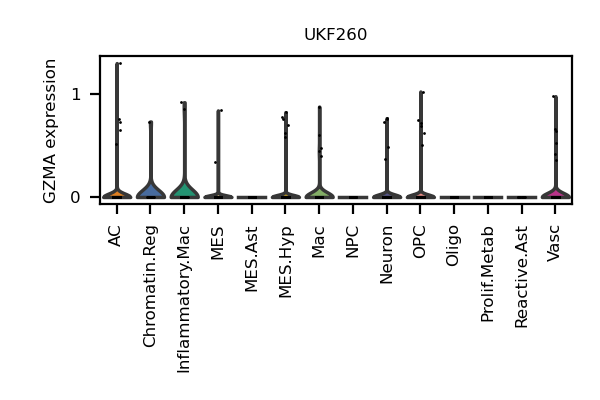 UKF260
GZMA expression
1
0
AC
Chromatin.Reg
Inflammatory.Mac
MES
MES.Ast
MES.Hyp
Mac
NPC
Neuron
OPC
Oligo
Prolif.Metab
Reactive.Ast
Vasc